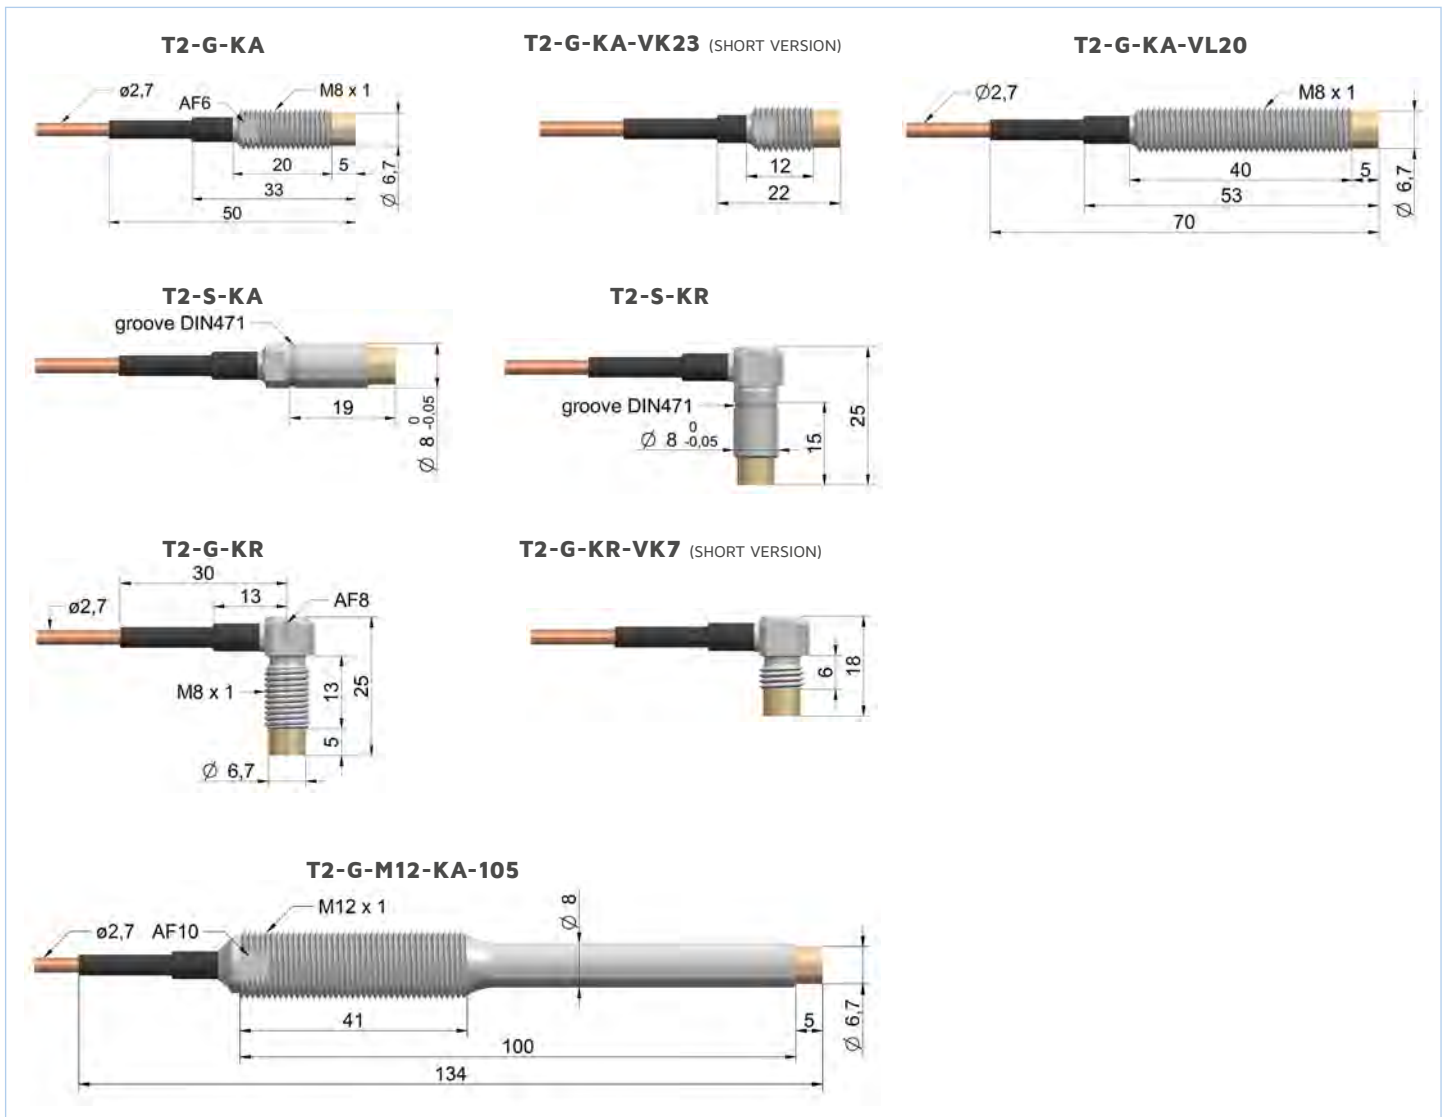 T2-G-KA
ø2,7
AF6
M8 x 1
20
5
33
50
Ø 6,7
T2-G-KA-VK23 (SHORT VERSION)
12
22
T2-G-KA-VL20
Ø2,7
M8 x 1
40
5
53
70
Ø 6,7
T2-S-KA
groove DIN471
19
Ø 8 0 -0,05
T2-S-KR
groove DIN471
Ø 8 0 -0,05
15
25
T2-G-KR
30
13
ø2,7
AF8
M8 x 1
13
25
5
Ø 6,7
T2-G-KR-VK7 (SHORT VERSION)
6
18
T2-G-M12-KA-105
M12 x 1
ø2,7
AF10
Ø 8
41
5
100
134
Ø 6,7